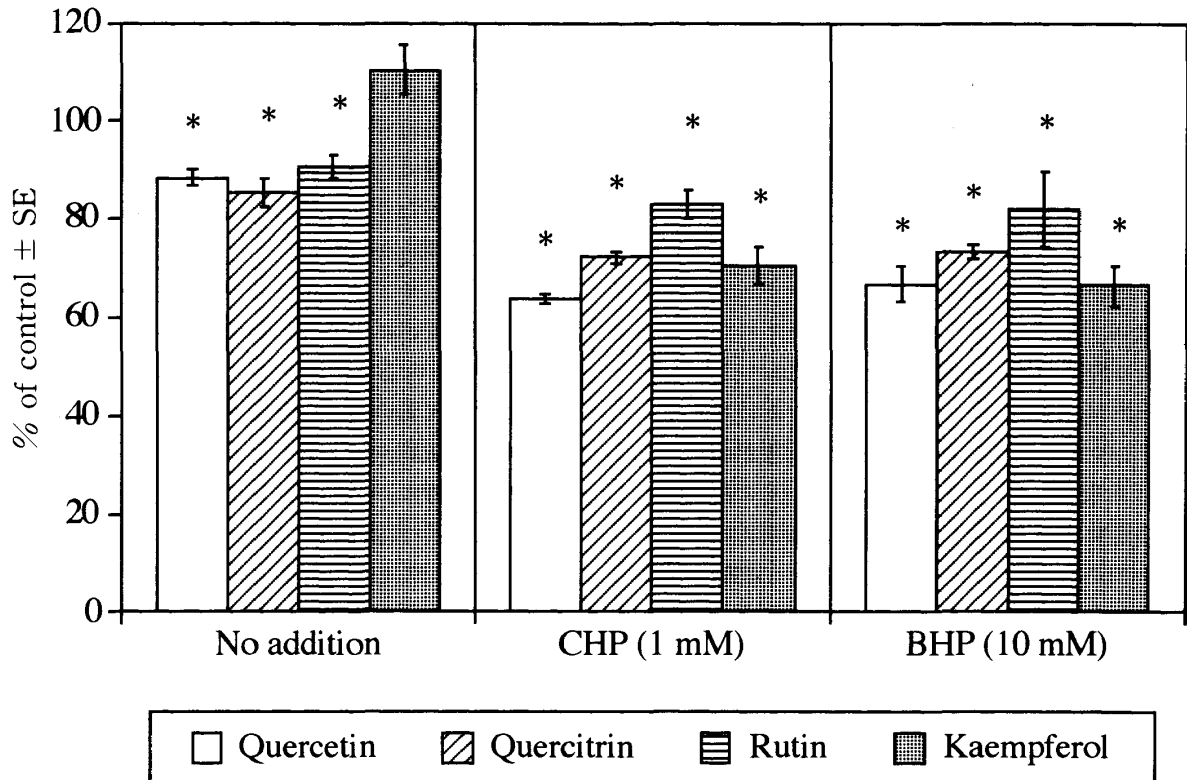 % of control ± SE
120
100
80
60
40
20
0
* * *
* * * *
* * * *
No addition CHP (1 mM) BHP (10 mM)
Quercetin Quercitrin Rutin Kaempferol